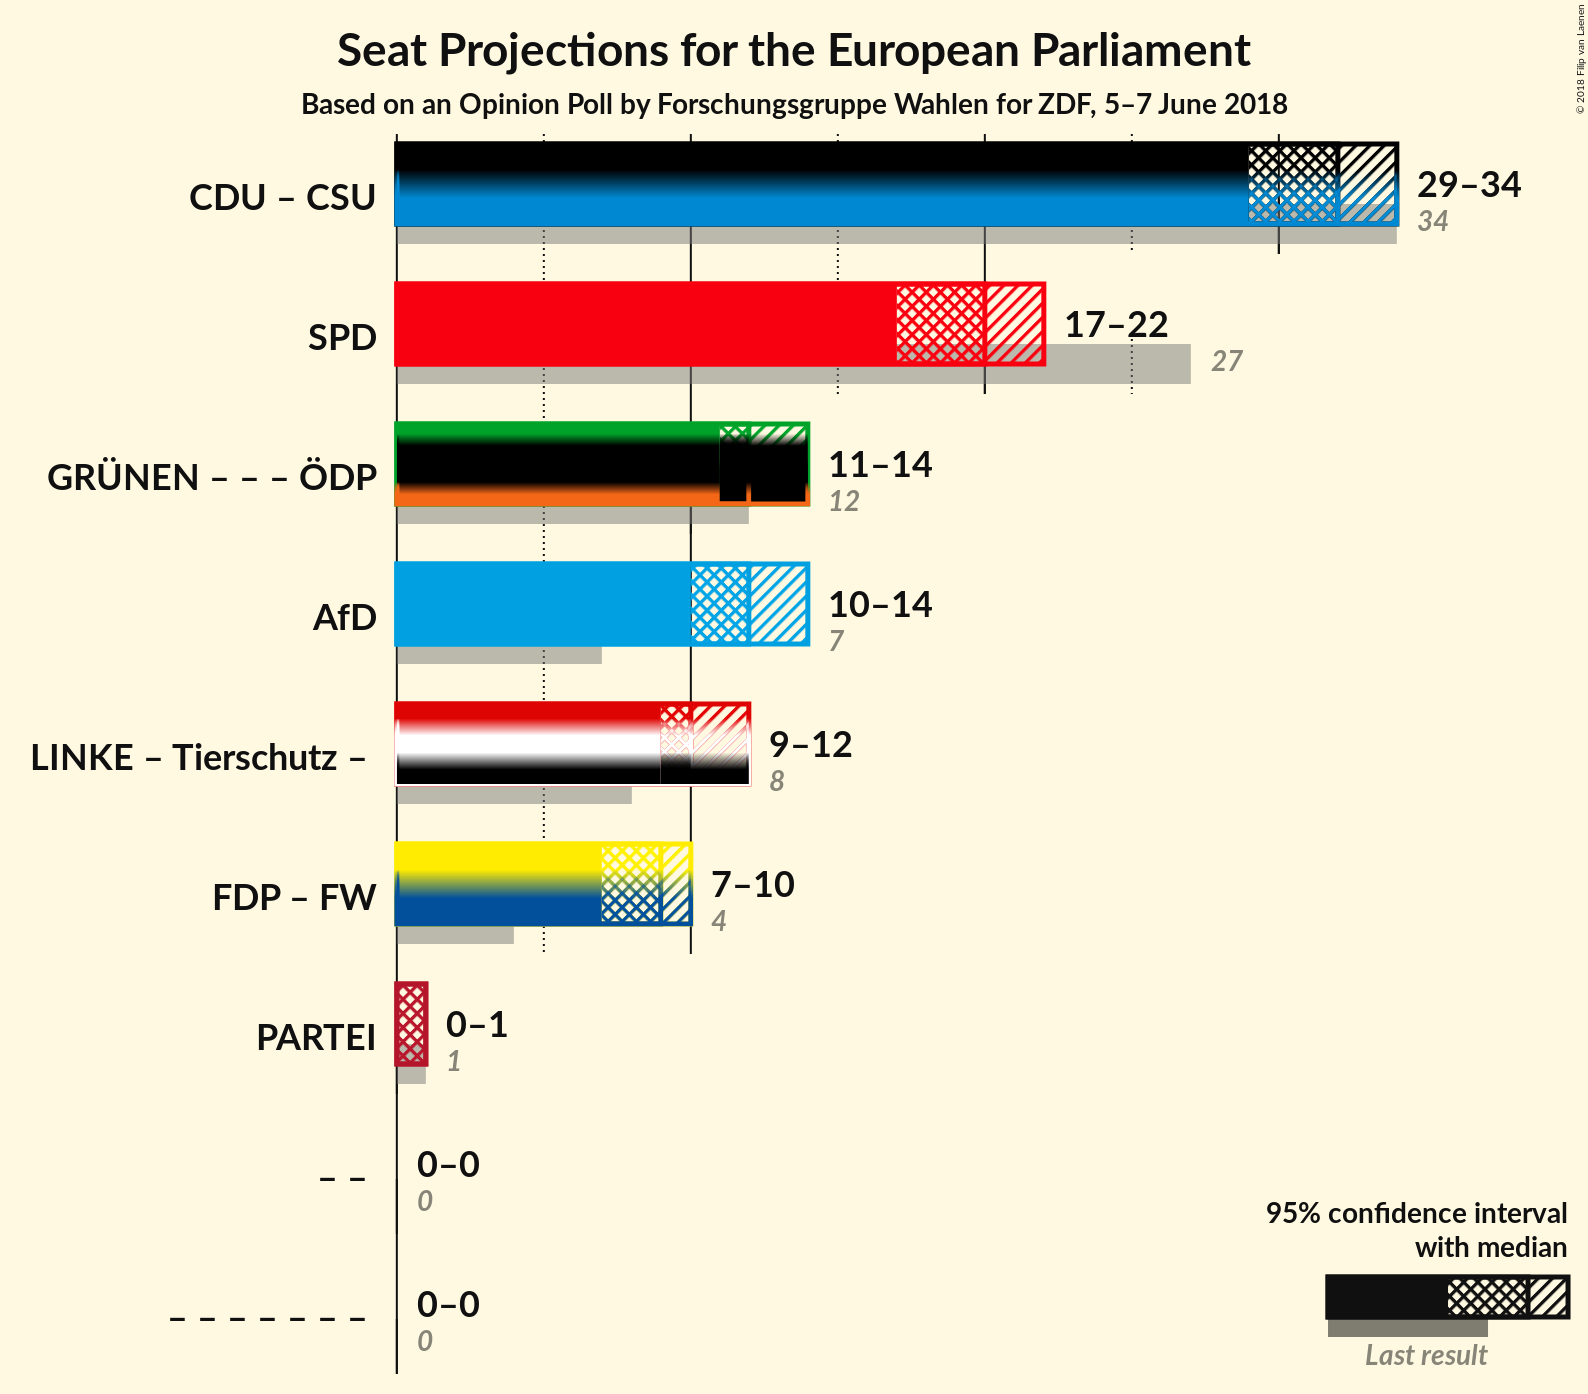 Seat Projections for the European Parliament
Based on an Opinion Poll by Forschungsgruppe Wahlen for ZDF, 5–7 June 2018
© 2018 Filip van Laenen
CDU – CSU
29–34
34
SPD
17–22
27
GRÜNEN – – – ÖDP
11–14
12
AfD
10–14
7
LINKE – Tierschutz –
9–12
8
FDP – FW
7–10
4
PARTEI
0–1
1
– –
0–0
0
– – – – – – –
0–0
0
95% confidence interval
with median
Last result